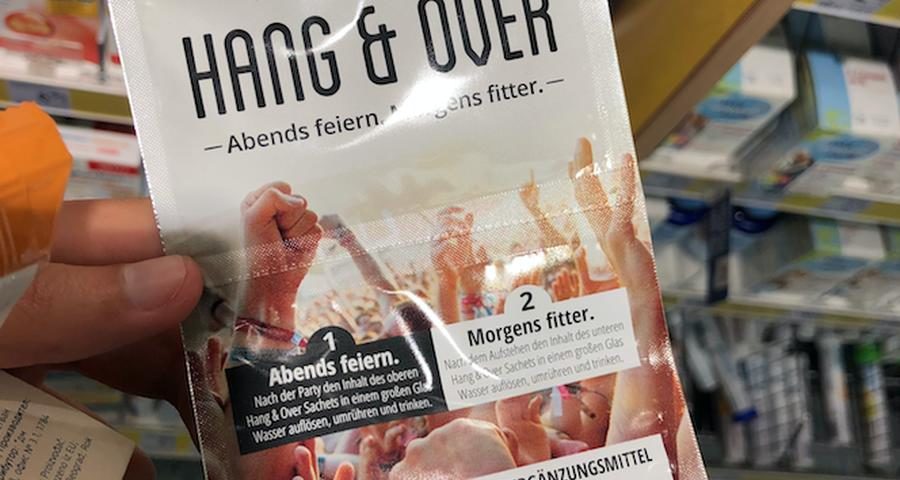 HANG & OVER
— Abends feiern. Morgens fitter. —
1
Abends feiern.
Nach der Party den Inhalt des oberen
Hang & Over Sachets in einem großen Glas
Wasser auflösen, umrühren und trinken.
2
Morgens fitter.
Nach dem Aufstehen den Inhalt des unteren
Hang & Over Sachets in einem großen Glas
Wasser auflösen, umrühren und trinken.